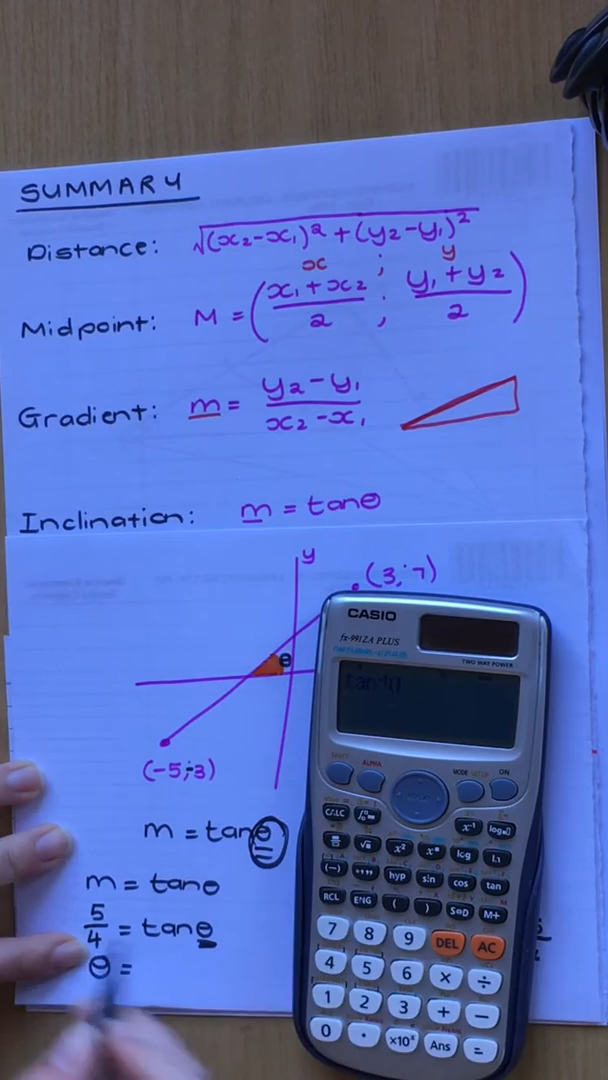 SUMMARY
Distance: √(x₂-x₁)² + (y₂-y₁)²
x ; y
Midpoint: M = (x₁+x₂/2 ; y₁+y₂/2)
Gradient: m = y₂-y₁/x₂-x₁
Inclination: m = tanθ
y
(3;7)
θ
(-5;-3)
m = tanθ
m = tanθ
5/4 = tanθ
θ =
CASIO
fx-991ZA PLUS
TWO WAY POWER
tan⁻¹(
SHIFT ALPHA MODE SETUP ON
CALC x⁻¹ log
x² log ln
(-) hyp sin cos tan
RCL ENG ( ) S⇔D M+
7 8 9 DEL AC
4 5 6 × ÷
1 2 3 + −
0 • ×10ˣ Ans =